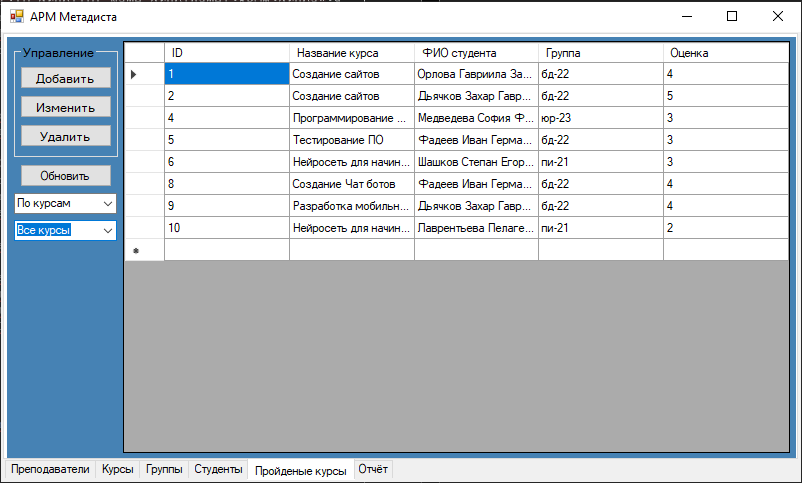 АРМ Метадиста
Управление
Добавить
Изменить
Удалить
Обновить
По курсам
Все курсы
ID Название курса ФИО студента Группа Оценка
1 Создание сайтов Орлова Гавриила За... бд-22 4
2 Создание сайтов Дьячков Захар Гавр... бд-22 5
4 Программирование ... Медведева София Ф... юр-23 3
5 Тестирование ПО Фадеев Иван Герма... бд-22 3
6 Нейросеть для начин... Шашков Степан Егор... пи-21 3
8 Создание Чат ботов Фадеев Иван Герма... бд-22 4
9 Разработка мобильн... Дьячков Захар Гавр... бд-22 4
10 Нейросеть для начин... Лаврентьева Пелаге... пи-21 2
Преподаватели Курсы Группы Студенты Пройденые курсы Отчёт